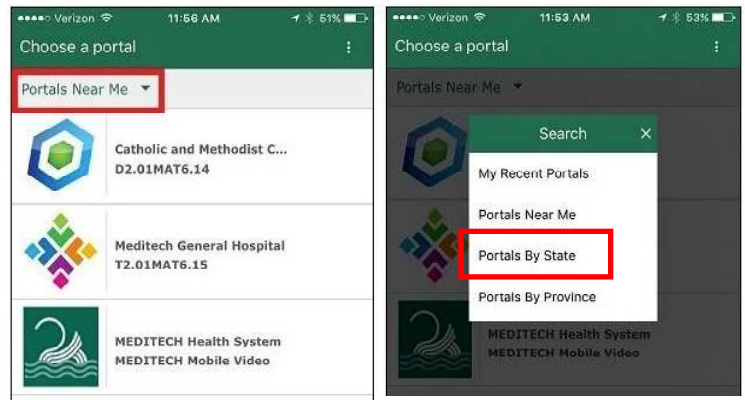 Verizon 11:56 AM 51%
Choose a portal
Portals Near Me
Catholic and Methodist C...
D2.01MAT6.14
Meditech General Hospital
T2.01MAT6.15
MEDITECH Health System
MEDITECH Mobile Video
Verizon 11:53 AM 53%
Choose a portal
Portals Near Me
Search
My Recent Portals
Portals Near Me
Portals By State
Portals By Province
MEDITECH Health System
MEDITECH Mobile Video